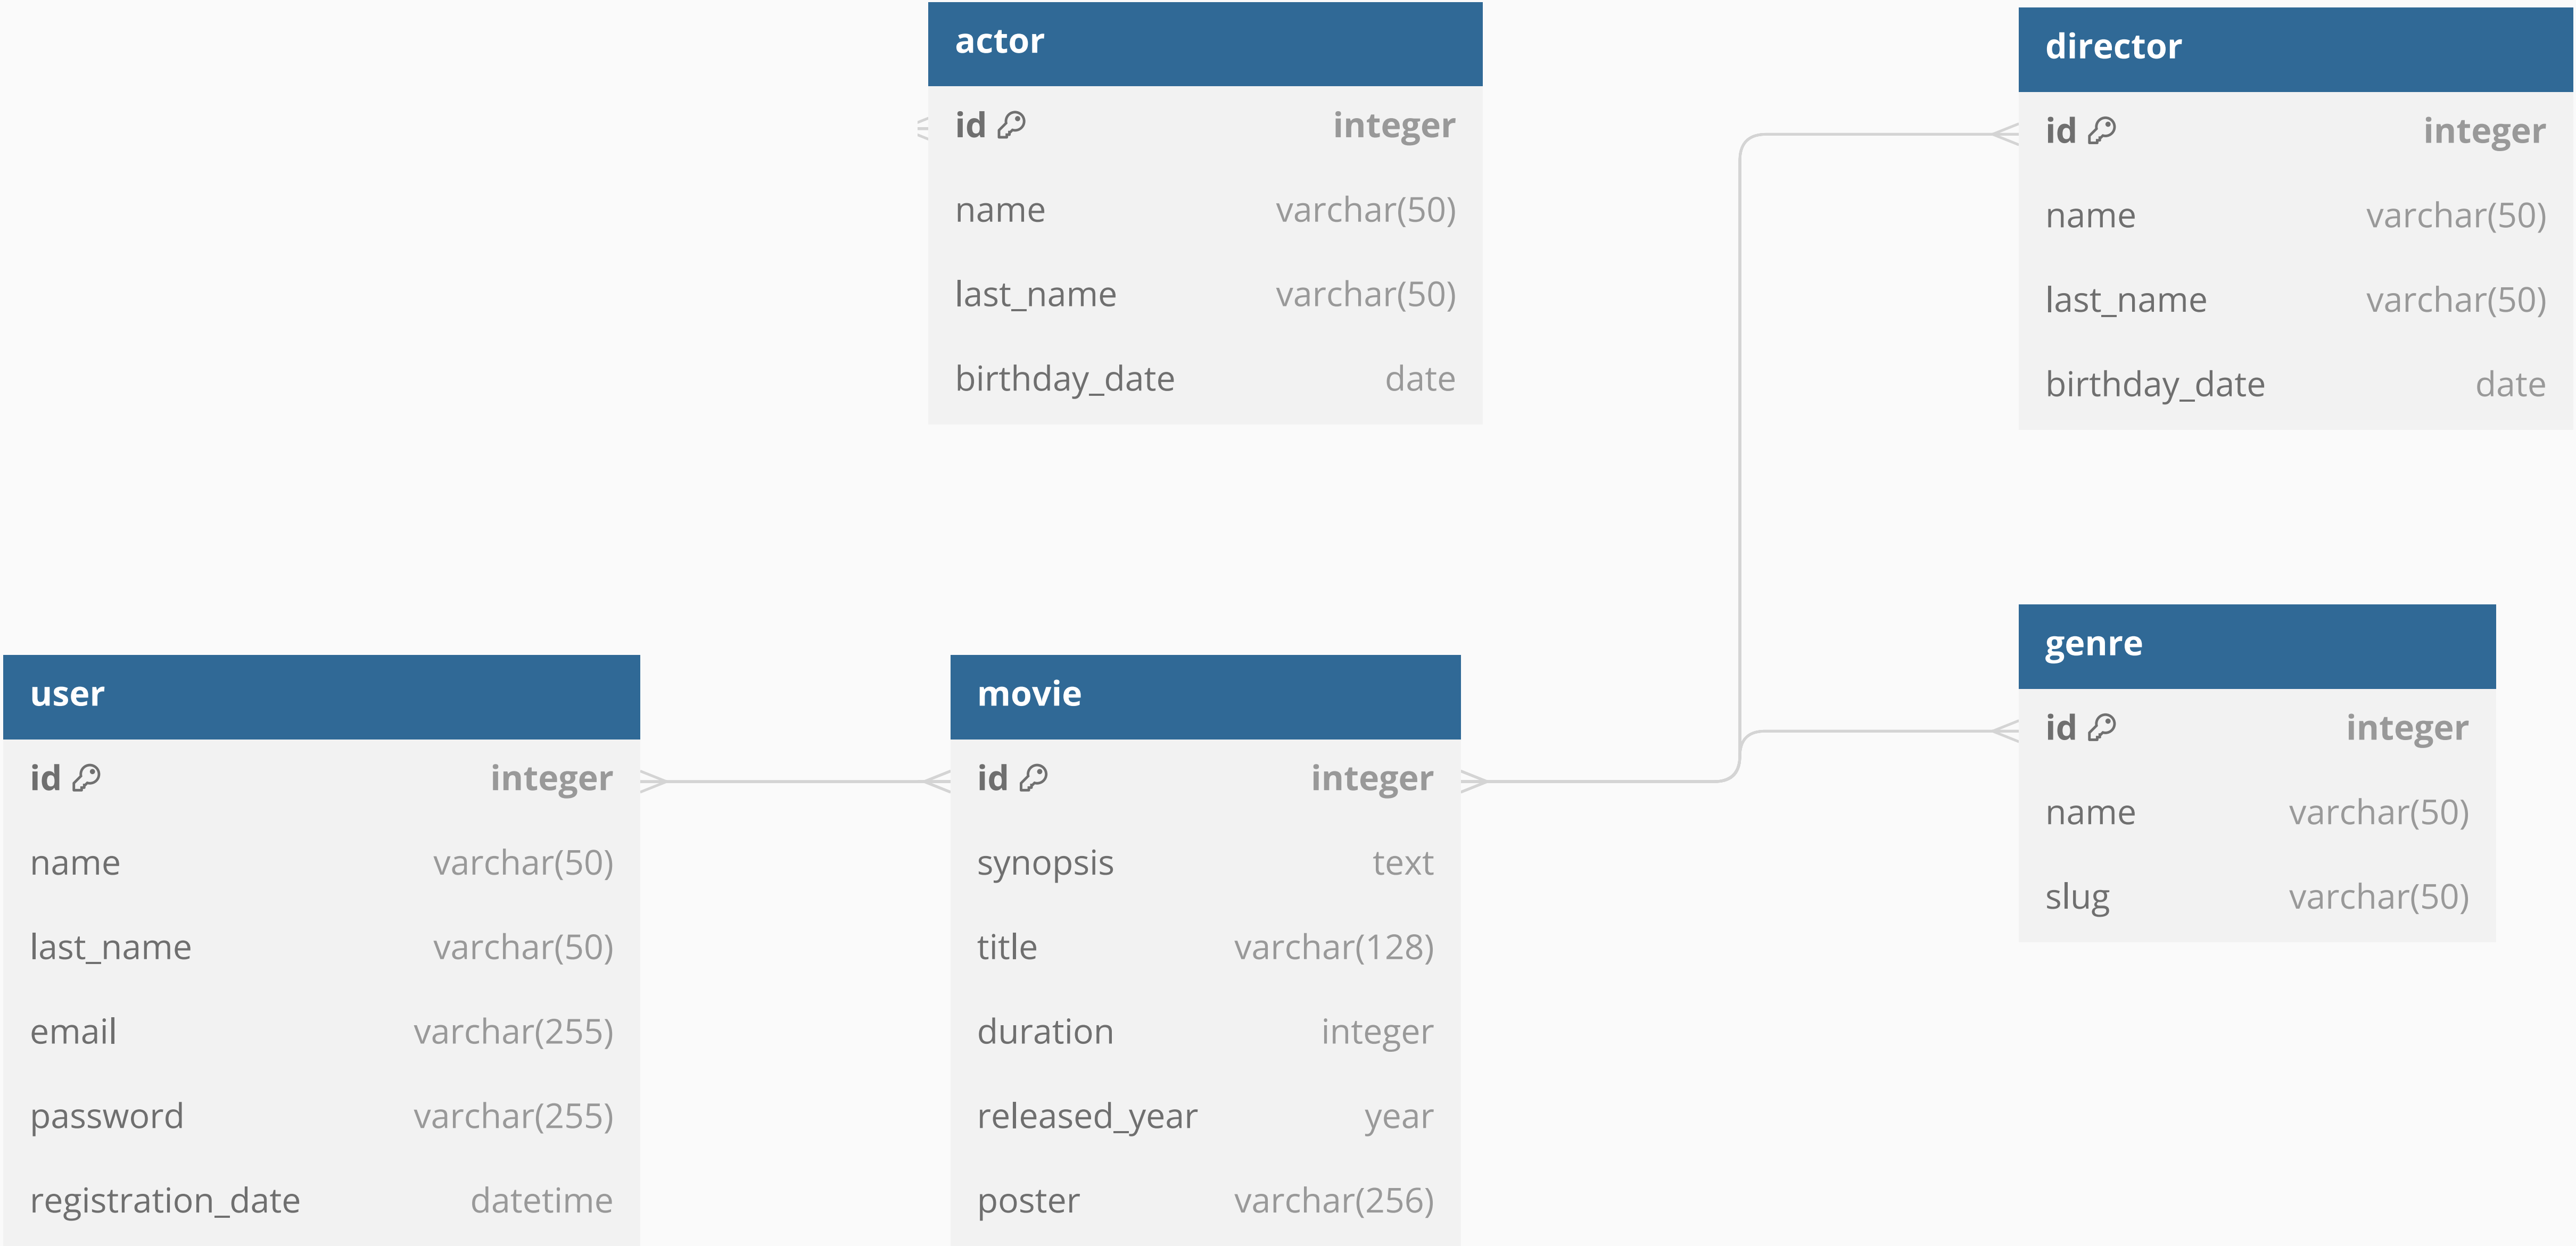 actor
id integer
name varchar(50)
last_name varchar(50)
birthday_date date
director
id integer
name varchar(50)
last_name varchar(50)
birthday_date date
user
id integer
name varchar(50)
last_name varchar(50)
email varchar(255)
password varchar(255)
registration_date datetime
movie
id integer
synopsis text
title varchar(128)
duration integer
released_year year
poster varchar(256)
genre
id integer
name varchar(50)
slug varchar(50)